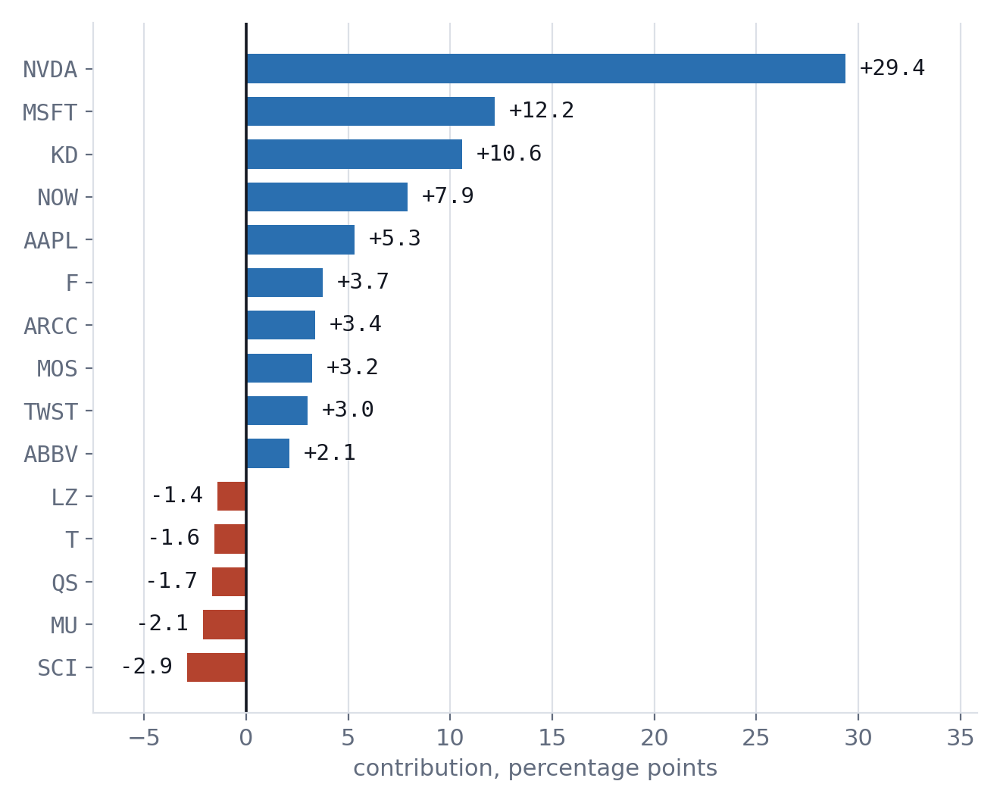 NVDA +29.4
MSFT +12.2
KD +10.6
NOW +7.9
AAPL +5.3
F +3.7
ARCC +3.4
MOS +3.2
TWST +3.0
ABBV +2.1
LZ -1.4
T -1.6
QS -1.7
MU -2.1
SCI -2.9
−5 0 5 10 15 20 25 30 35
contribution, percentage points